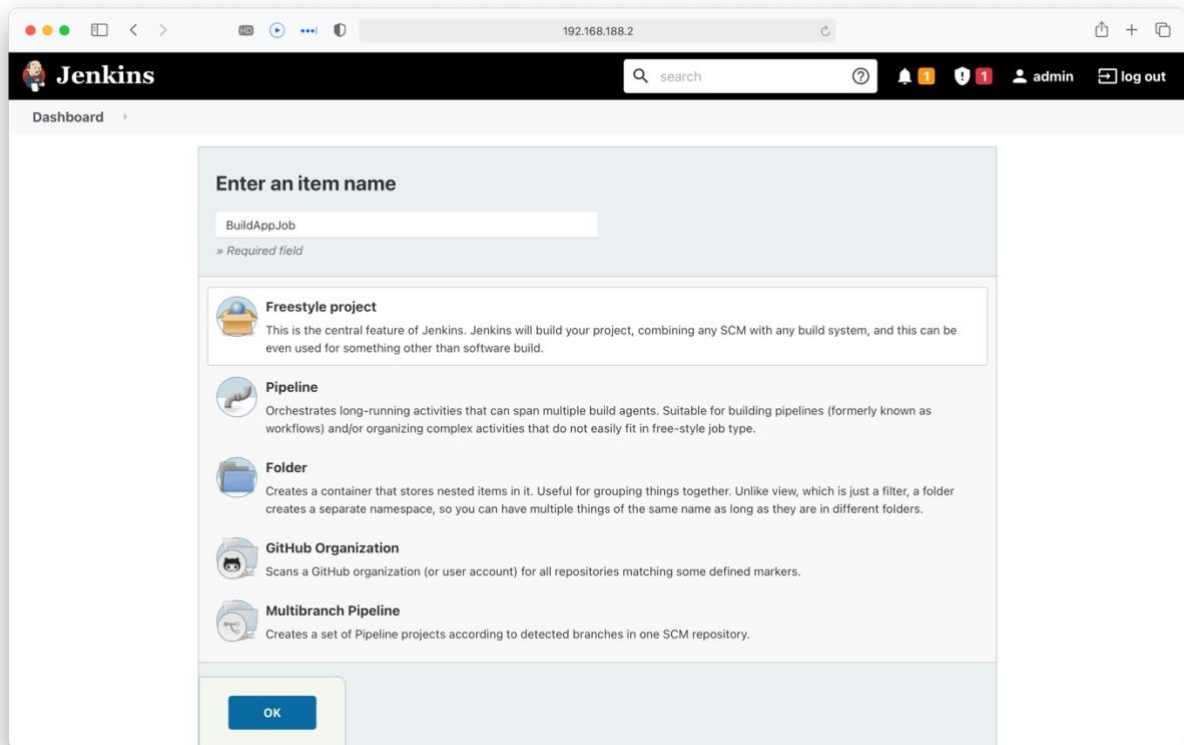 HD
192.168.188.2
Jenkins
search
1
1
admin
log out
Dashboard
Enter an item name
BuildAppJob
» Required field
Freestyle project
This is the central feature of Jenkins. Jenkins will build your project, combining any SCM with any build system, and this can be
even used for something other than software build.
Pipeline
Orchestrates long-running activities that can span multiple build agents. Suitable for building pipelines (formerly known as
workflows) and/or organizing complex activities that do not easily fit in free-style job type.
Folder
Creates a container that stores nested items in it. Useful for grouping things together. Unlike view, which is just a filter, a folder
creates a separate namespace, so you can have multiple things of the same name as long as they are in different folders.
GitHub Organization
Scans a GitHub organization (or user account) for all repositories matching some defined markers.
Multibranch Pipeline
Creates a set of Pipeline projects according to detected branches in one SCM repository.
OK